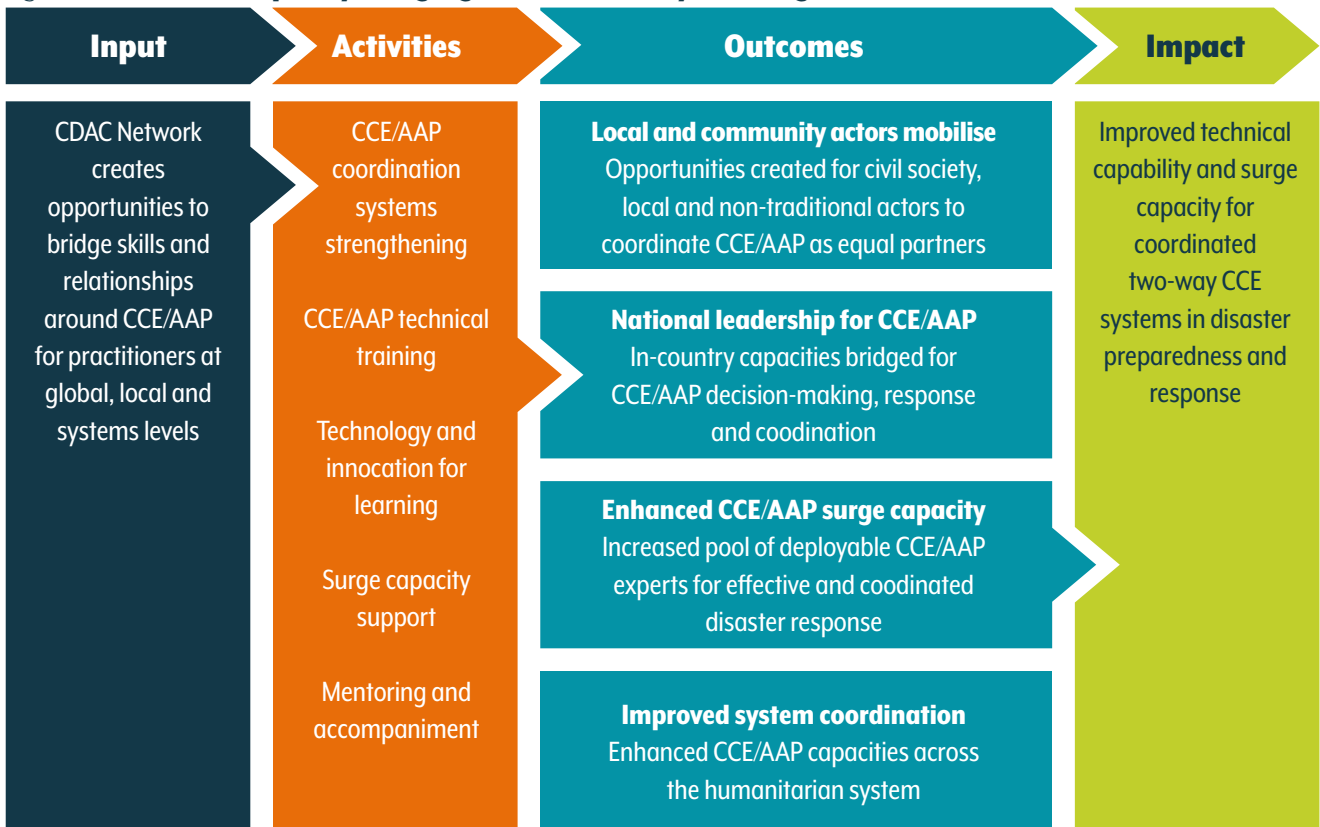 Input
Activities
Outcomes
Impact
CDAC Network
creates
opportunities to
bridge skills and
relationships
around CCE/AAP
for practitioners at
global, local and
systems levels
CCE/AAP
coordination
systems
strengthening
CCE/AAP technical
training
Technology and
innocation for
learning
Surge capacity
support
Mentoring and
accompaniment
Local and community actors mobilise
Opportunities created for civil society,
local and non-traditional actors to
coordinate CCE/AAP as equal partners
National leadership for CCE/AAP
In-country capacities bridged for
CCE/AAP decision-making, response
and coodination
Enhanced CCE/AAP surge capacity
Increased pool of deployable CCE/AAP
experts for effective and coodinated
disaster response
Improved system coordination
Enhanced CCE/AAP capacities across
the humanitarian system
Improved technical
capability and surge
capacity for
coordinated
two-way CCE
systems in disaster
preparedness and
response